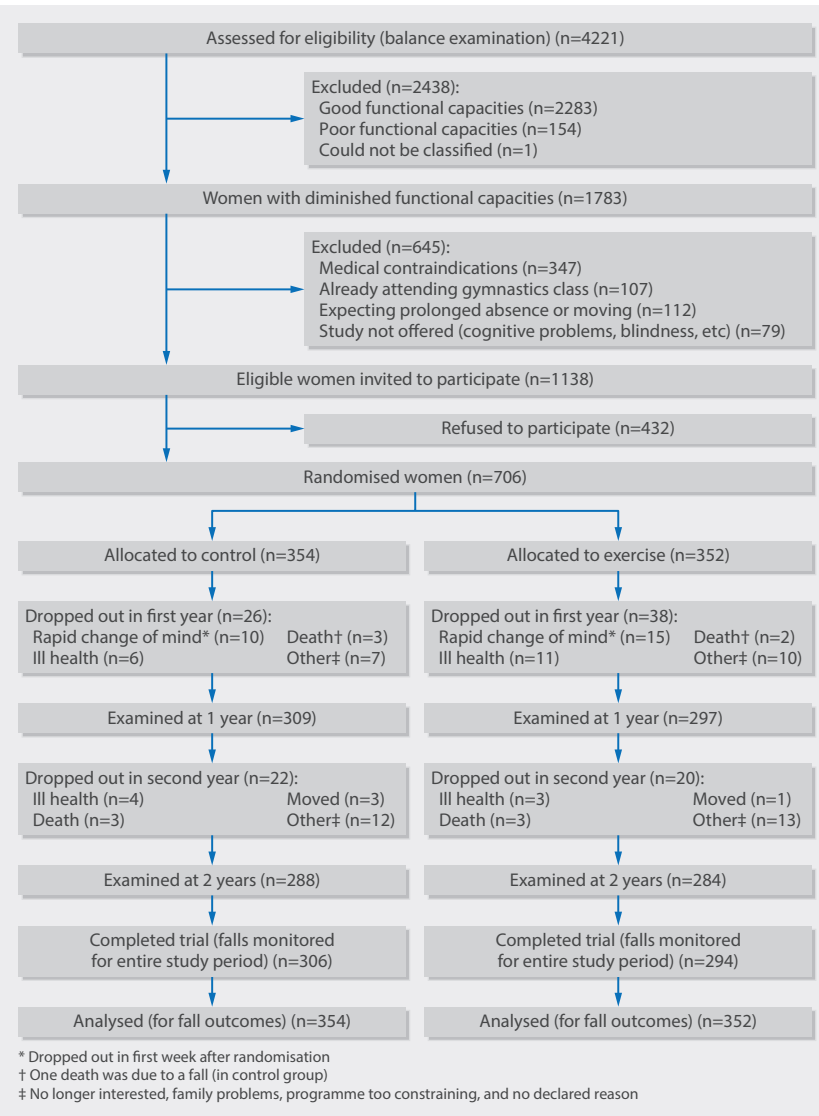 Assessed for eligibility (balance examination) (n=4221)
Excluded (n=2438):
Good functional capacities (n=2283)
Poor functional capacities (n=154)
Could not be classified (n=1)
Women with diminished functional capacities (n=1783)
Excluded (n=645):
Medical contraindications (n=347)
Already attending gymnastics class (n=107)
Expecting prolonged absence or moving (n=112)
Study not offered (cognitive problems, blindness, etc) (n=79)
Eligible women invited to participate (n=1138)
Refused to participate (n=432)
Randomised women (n=706)
Allocated to control (n=354)
Allocated to exercise (n=352)
Dropped out in first year (n=26):
Rapid change of mind* (n=10) Death† (n=3)
Ill health (n=6) Other‡ (n=7)
Dropped out in first year (n=38):
Rapid change of mind* (n=15) Death† (n=2)
Ill health (n=11) Other‡ (n=10)
Examined at 1 year (n=309)
Examined at 1 year (n=297)
Dropped out in second year (n=22):
Ill health (n=4) Moved (n=3)
Death (n=3) Other‡ (n=12)
Dropped out in second year (n=20):
Ill health (n=3) Moved (n=1)
Death (n=3) Other‡ (n=13)
Examined at 2 years (n=288)
Examined at 2 years (n=284)
Completed trial (falls monitored
for entire study period) (n=306)
Completed trial (falls monitored
for entire study period) (n=294)
Analysed (for fall outcomes) (n=354)
Analysed (for fall outcomes) (n=352)
* Dropped out in first week after randomisation
† One death was due to a fall (in control group)
‡ No longer interested, family problems, programme too constraining, and no declared reason